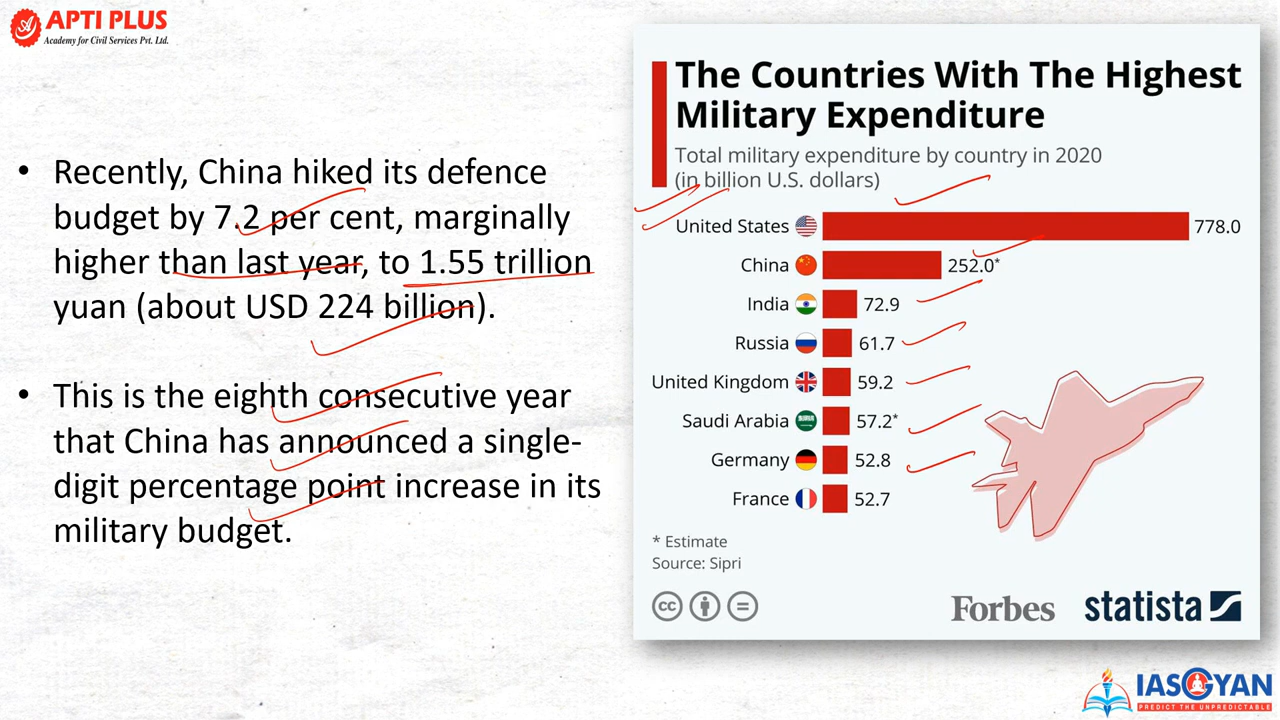 APTI PLUS
Academy for Civil Services Pvt. Ltd.
• Recently, China hiked its defence
budget by 7.2 per cent, marginally
higher than last year, to 1.55 trillion
yuan (about USD 224 billion).
• This is the eighth consecutive year
that China has announced a single-
digit percentage point increase in its
military budget.
The Countries With The Highest
Military Expenditure
Total military expenditure by country in 2020
(in billion U.S. dollars)
United States 778.0
China 252.0*
India 72.9
Russia 61.7
United Kingdom 59.2
Saudi Arabia 57.2*
Germany 52.8
France 52.7
* Estimate
Source: Sipri
cc
Forbes statista
IASGYAN
PREDICT THE UNPREDICTABLE